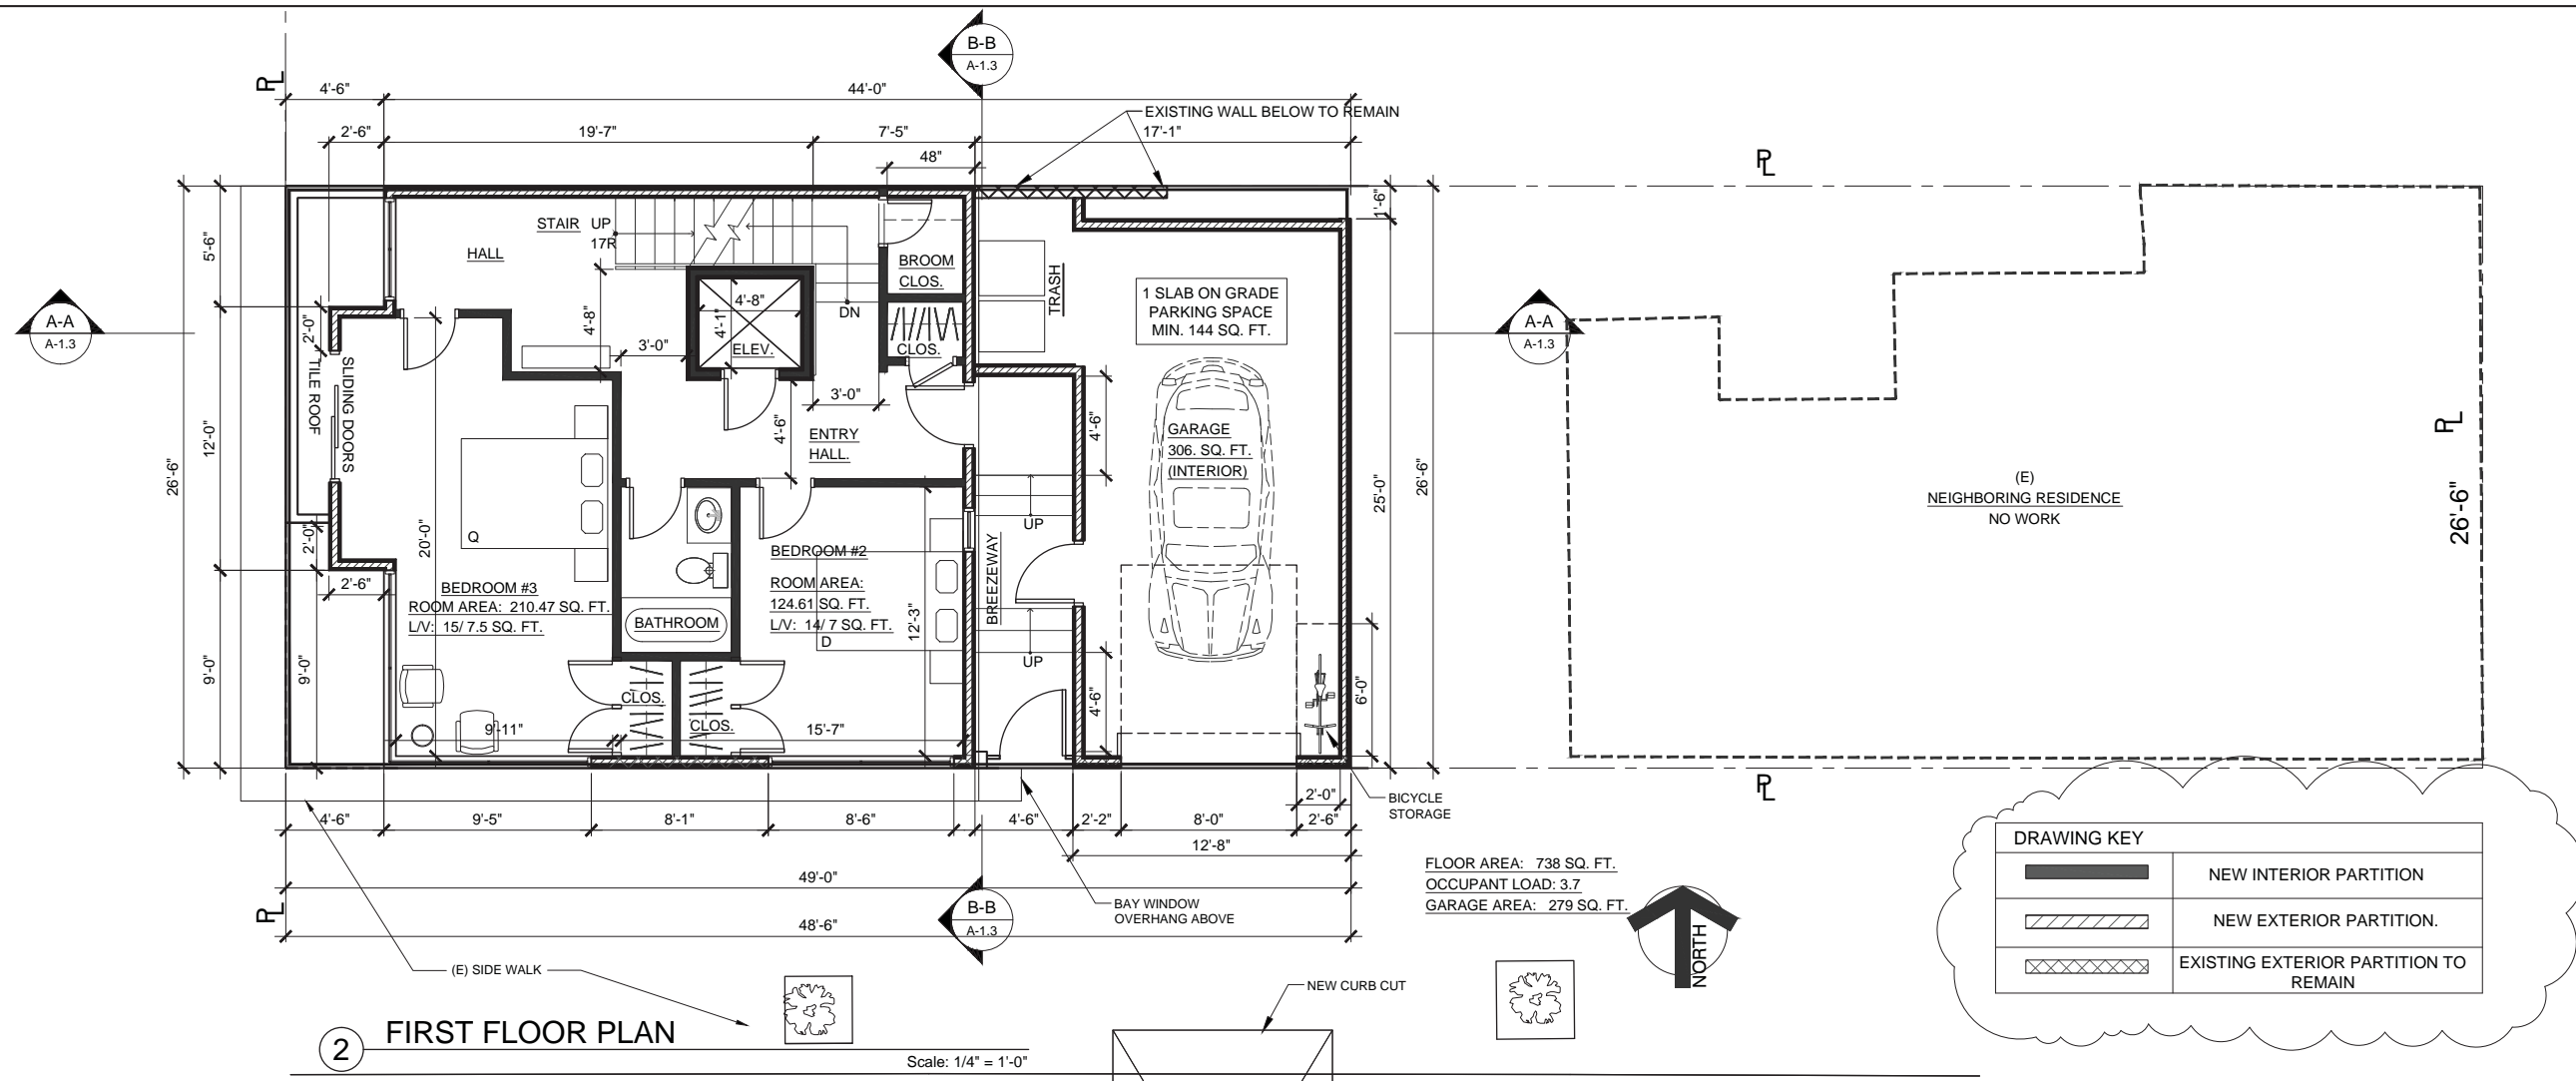 B-B
A-1.3
PL
4'-6"
44'-0"
EXISTING WALL BELOW TO REMAIN
2'-6"
19'-7"
7'-5"
17'-1"
48"
PL
STAIR UP
17R
HALL
BROOM
CLOS.
TRASH
1 SLAB ON GRADE
PARKING SPACE
MIN. 144 SQ. FT.
1'-6"
5'-6"
A-A
A-1.3
A-A
A-1.3
4'-8"
4'-8"
4'-1"
ELEV.
DN
CLOS.
3'-0"
3'-0"
2'-0"
TILE ROOF
SLIDING DOORS
12'-0"
26'-6"
4'-6"
ENTRY
HALL.
4'-6"
GARAGE
306. SQ. FT.
(INTERIOR)
25'-0"
26'-6"
PL
26'-6"
(E)
NEIGHBORING RESIDENCE
NO WORK
20'-0"
Q
UP
2'-0"
2'-6"
BEDROOM #3
ROOM AREA: 210.47 SQ. FT.
L/V: 15/ 7.5 SQ. FT.
BATHROOM
BEDROOM #2
ROOM AREA:
124.61 SQ. FT.
L/V: 14/ 7 SQ. FT.
D
12'-3"
BREEZEWAY
UP
9'-0"
9'-0"
CLOS.
CLOS.
9'-11"
15'-7"
4'-6"
6'-0"
PL
BICYCLE
STORAGE
2'-0"
4'-6"
9'-5"
8'-1"
8'-6"
4'-6"
2'-2"
8'-0"
2'-6"
12'-8"
49'-0"
PL
B-B
A-1.3
BAY WINDOW
OVERHANG ABOVE
48'-6"
FLOOR AREA: 738 SQ. FT.
OCCUPANT LOAD: 3.7
GARAGE AREA: 279 SQ. FT.
NORTH
DRAWING KEY
NEW INTERIOR PARTITION
NEW EXTERIOR PARTITION.
EXISTING EXTERIOR PARTITION TO
REMAIN
(E) SIDE WALK
NEW CURB CUT
2
FIRST FLOOR PLAN
Scale: 1/4" = 1'-0"